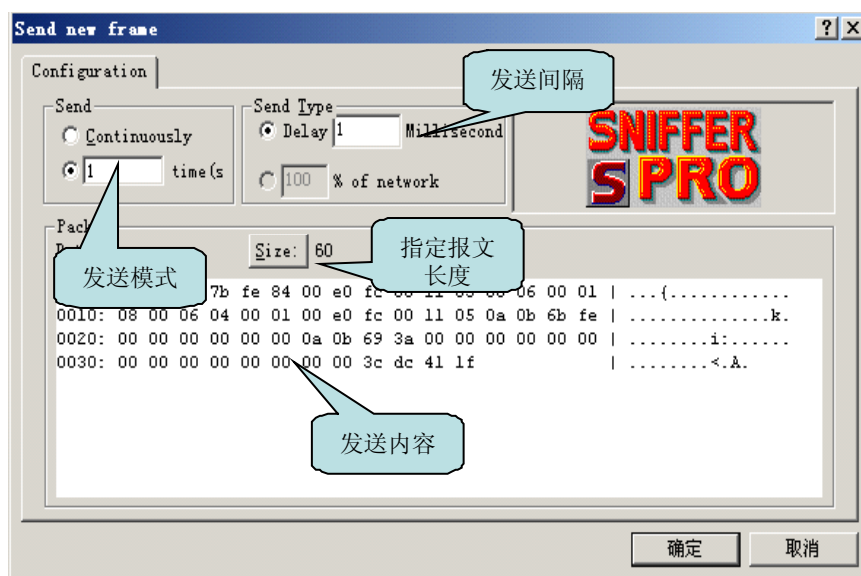 Send new frame
Configuration
发送间隔
Send
Continuously
1 time(s
Send Type
Delay 1 Millisecond
100 % of network
SNIFFER
S PRO
发送模式
Size: 60
指定报文
长度
7b fe 84 00 e0 fc 00 11 05 08 06 00 01 | ...{............
0010: 08 00 06 04 00 01 00 e0 fc 00 11 05 0a 0b 6b fe | ..............k.
0020: 00 00 00 00 00 00 0a 0b 69 3a 00 00 00 00 00 00 | ........i:......
0030: 00 00 00 00 00 00 00 00 3c dc 41 1f | ........<.A.
发送内容
确定
取消